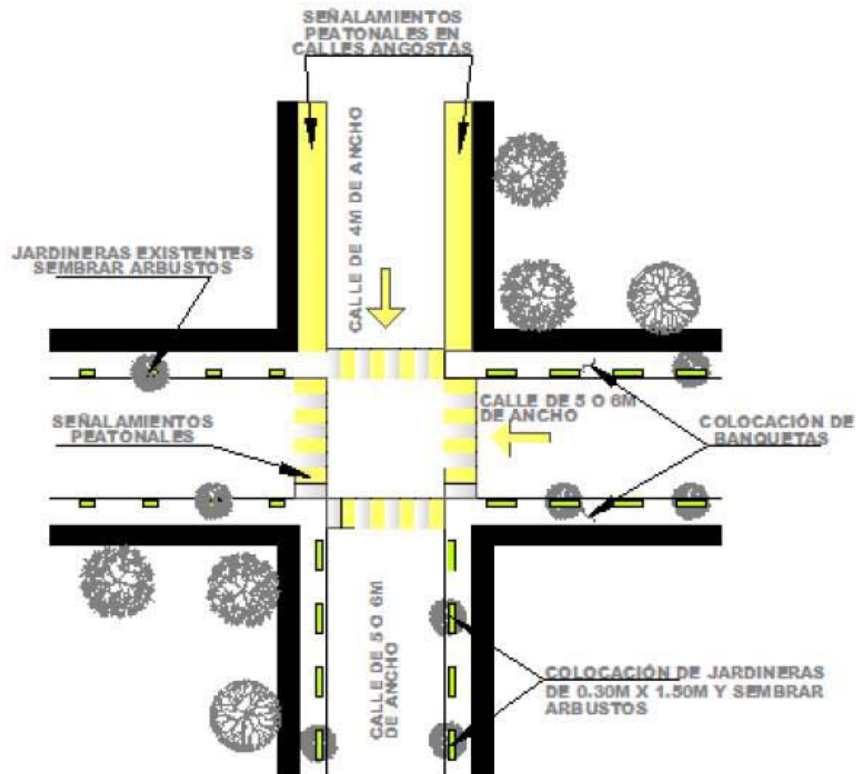 SEÑALAMIENTOS
PEATONALES EN
CALLES ANGOSTAS
CALLE DE 4M DE ANCHO
JARDINERAS EXISTENTES
SEMBRAR ARBUSTOS
CALLE DE 5 O 6M
DE ANCHO
SEÑALAMIENTOS
PEATONALES
COLOCACIÓN DE
BANQUETAS
CALLE DE 5 O 6M
DE ANCHO
COLOCACIÓN DE JARDINERAS
DE 0.30M X 1.50M Y SEMBRAR
ARBUSTOS